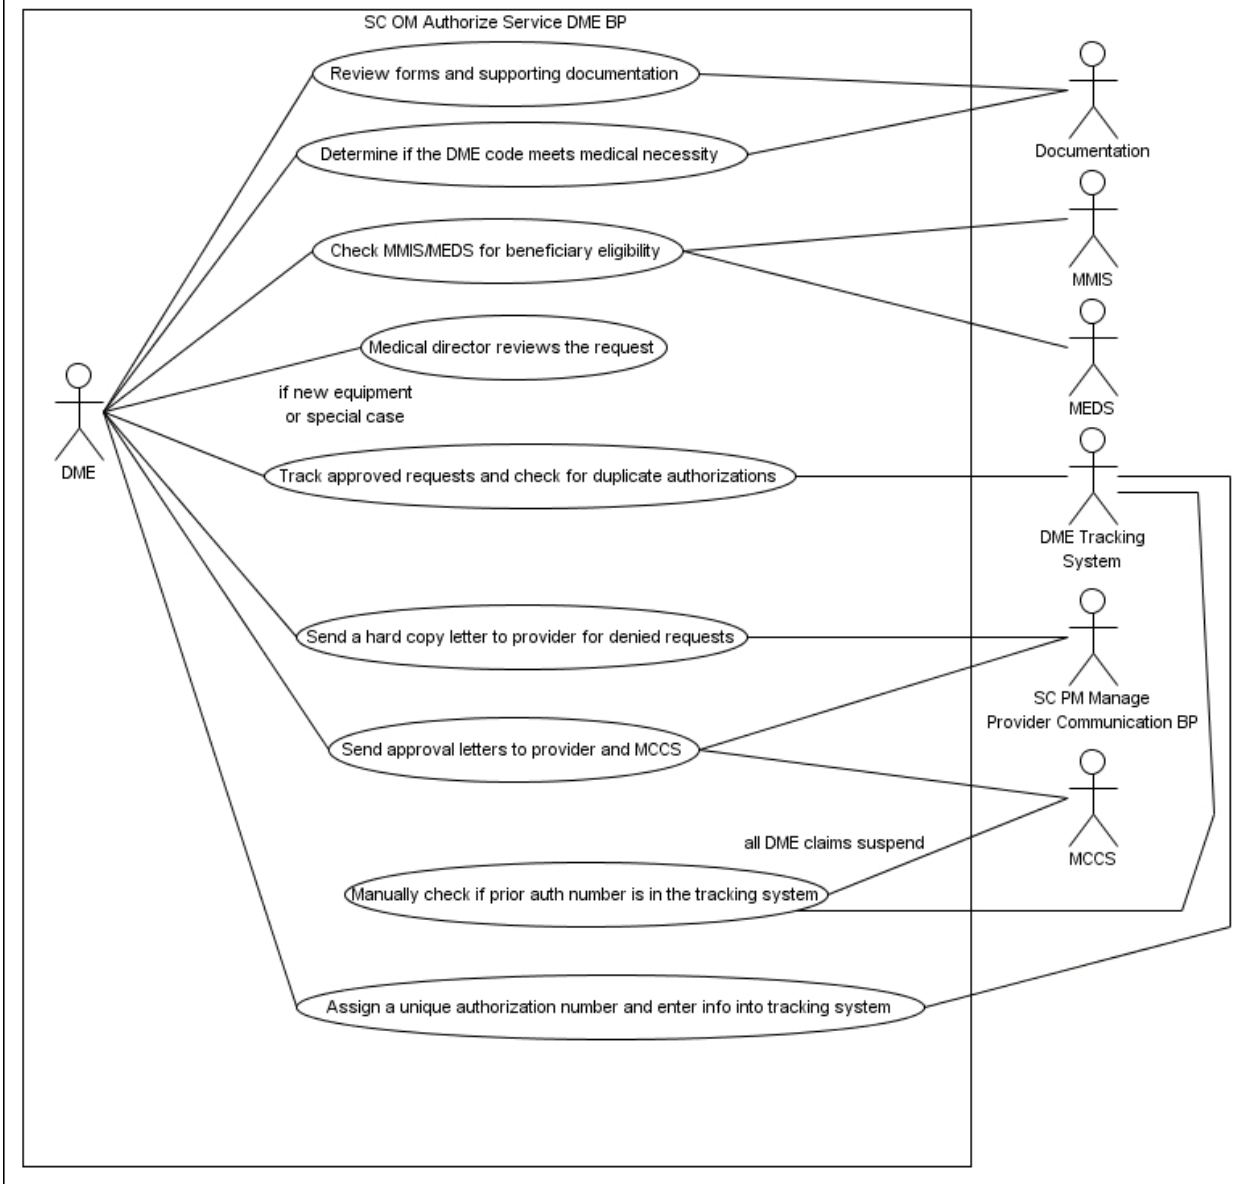 SC OM Authorize Service DME BP
Review forms and supporting documentation
Documentation
Determine if the DME code meets medical necessity
Check MMIS/MEDS for beneficiary eligibility
MMIS
Medical director reviews the request
if new equipment
or special case
MEDS
DME
Track approved requests and check for duplicate authorizations
DME Tracking
System
Send a hard copy letter to provider for denied requests
SC PM Manage
Provider Communication BP
Send approval letters to provider and MCCS
all DME claims suspend
MCCS
Manually check if prior auth number is in the tracking system
Assign a unique authorization number and enter info into tracking system